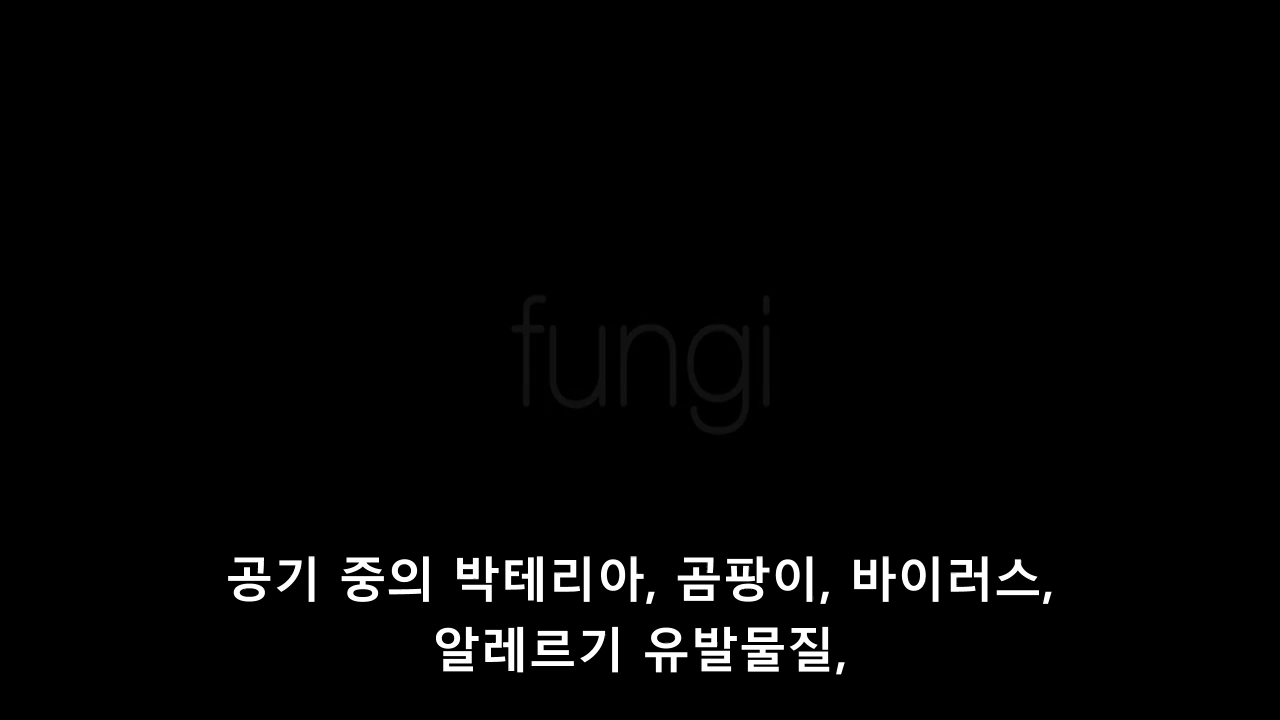 fungi
공기 중의 박테리아, 곰팡이, 바이러스,
알레르기 유발물질,